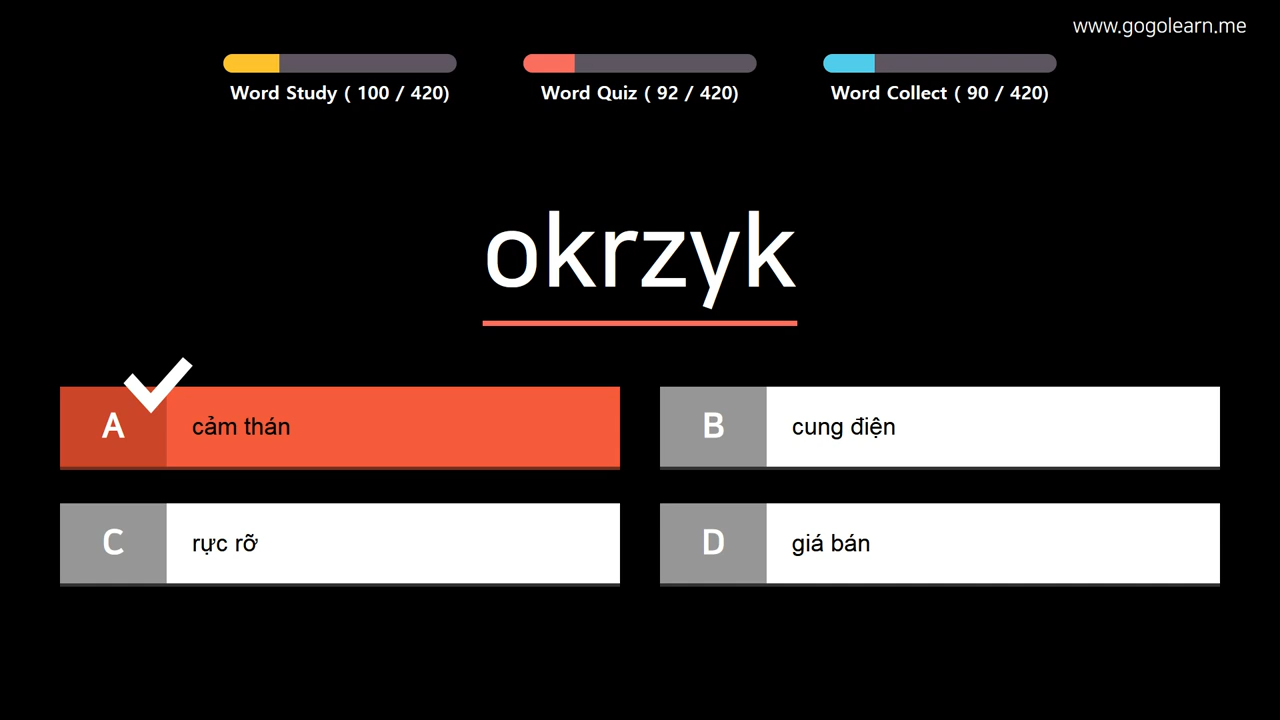 www.gogolearn.me
Word Study ( 100 / 420)
Word Quiz ( 92 / 420)
Word Collect ( 90 / 420)
okrzyk
A cảm thán
B cung điện
C rực rỡ
D giá bán